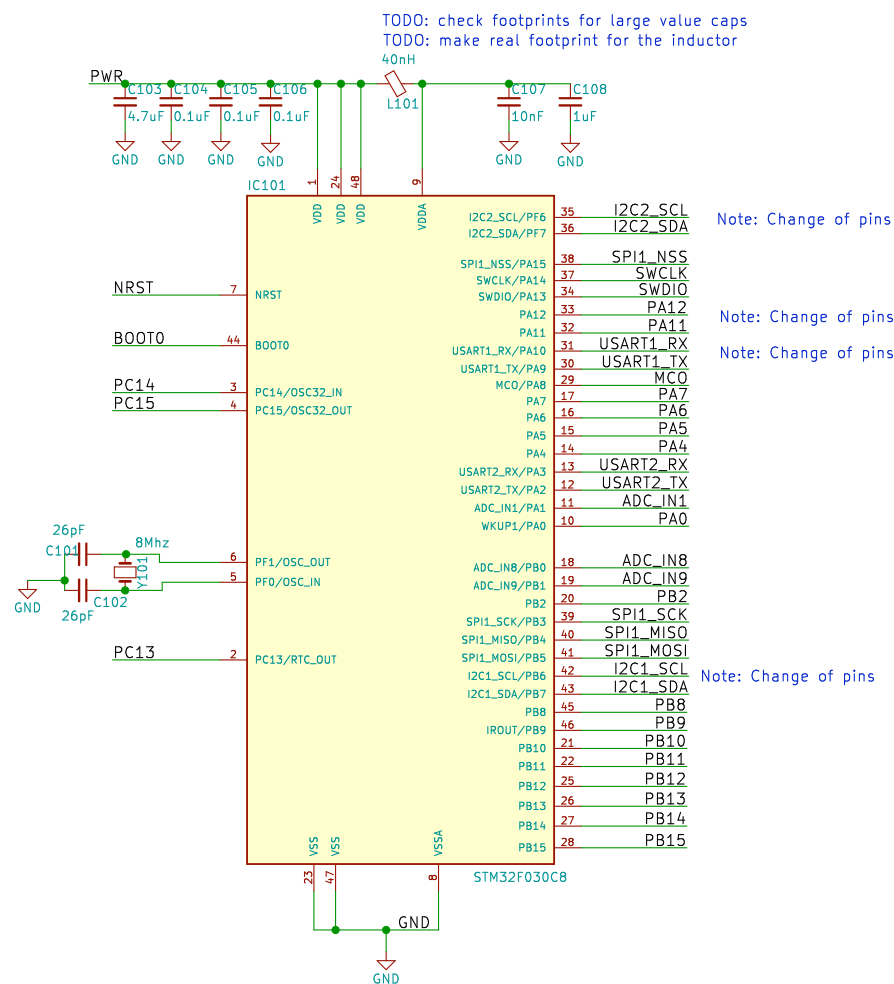 TODO: check footprints for large value caps
TODO: make real footprint for the inductor
40nH
PWR
C103 C104 C105 C106 L101 C107 C108
4.7uF 0.1uF 0.1uF 0.1uF 10nF 1uF
GND GND GND GND GND GND
IC101
1 24 48 9
VDD VDD VDD VDDA
I2C2_SCL/PF6 35 I2C2_SCL
Note: Change of pins
I2C2_SDA/PF7 36 I2C2_SDA
SPI1_NSS/PA15 38 SPI1_NSS
SWCLK/PA14 37 SWCLK
NRST 7 NRST
SWDIO/PA13 34 SWDIO
PA12 33 PA12
Note: Change of pins
PA11 32 PA11
BOOT0 44 BOOT0
USART1_RX/PA10 31 USART1_RX
Note: Change of pins
USART1_TX/PA9 30 USART1_TX
MCO/PA8 29 MCO
PC14 3 PC14/OSC32_IN
PA7 17 PA7
PC15 4 PC15/OSC32_OUT
PA6 16 PA6
PA5 15 PA5
PA4 14 PA4
USART2_RX/PA3 13 USART2_RX
USART2_TX/PA2 12 USART2_TX
ADC_IN1/PA1 11 ADC_IN1
WKUP1/PA0 10 PA0
26pF
8Mhz
C101
6 PF1/OSC_OUT
ADC_IN8/PB0 18 ADC_IN8
Y101
5 PF0/OSC_IN
ADC_IN9/PB1 19 ADC_IN9
GND
C102
26pF
PB2 20 PB2
SPI1_SCK/PB3 39 SPI1_SCK
SPI1_MISO/PB4 40 SPI1_MISO
PC13 2 PC13/RTC_OUT
SPI1_MOSI/PB5 41 SPI1_MOSI
I2C1_SCL/PB6 42 I2C1_SCL
Note: Change of pins
I2C1_SDA/PB7 43 I2C1_SDA
PB8 45 PB8
IROUT/PB9 46 PB9
PB10 21 PB10
PB11 22 PB11
PB12 25 PB12
PB13 26 PB13
PB14 27 PB14
PB15 28 PB15
VSS VSS VSSA
23 47 8
STM32F030C8
GND
GND